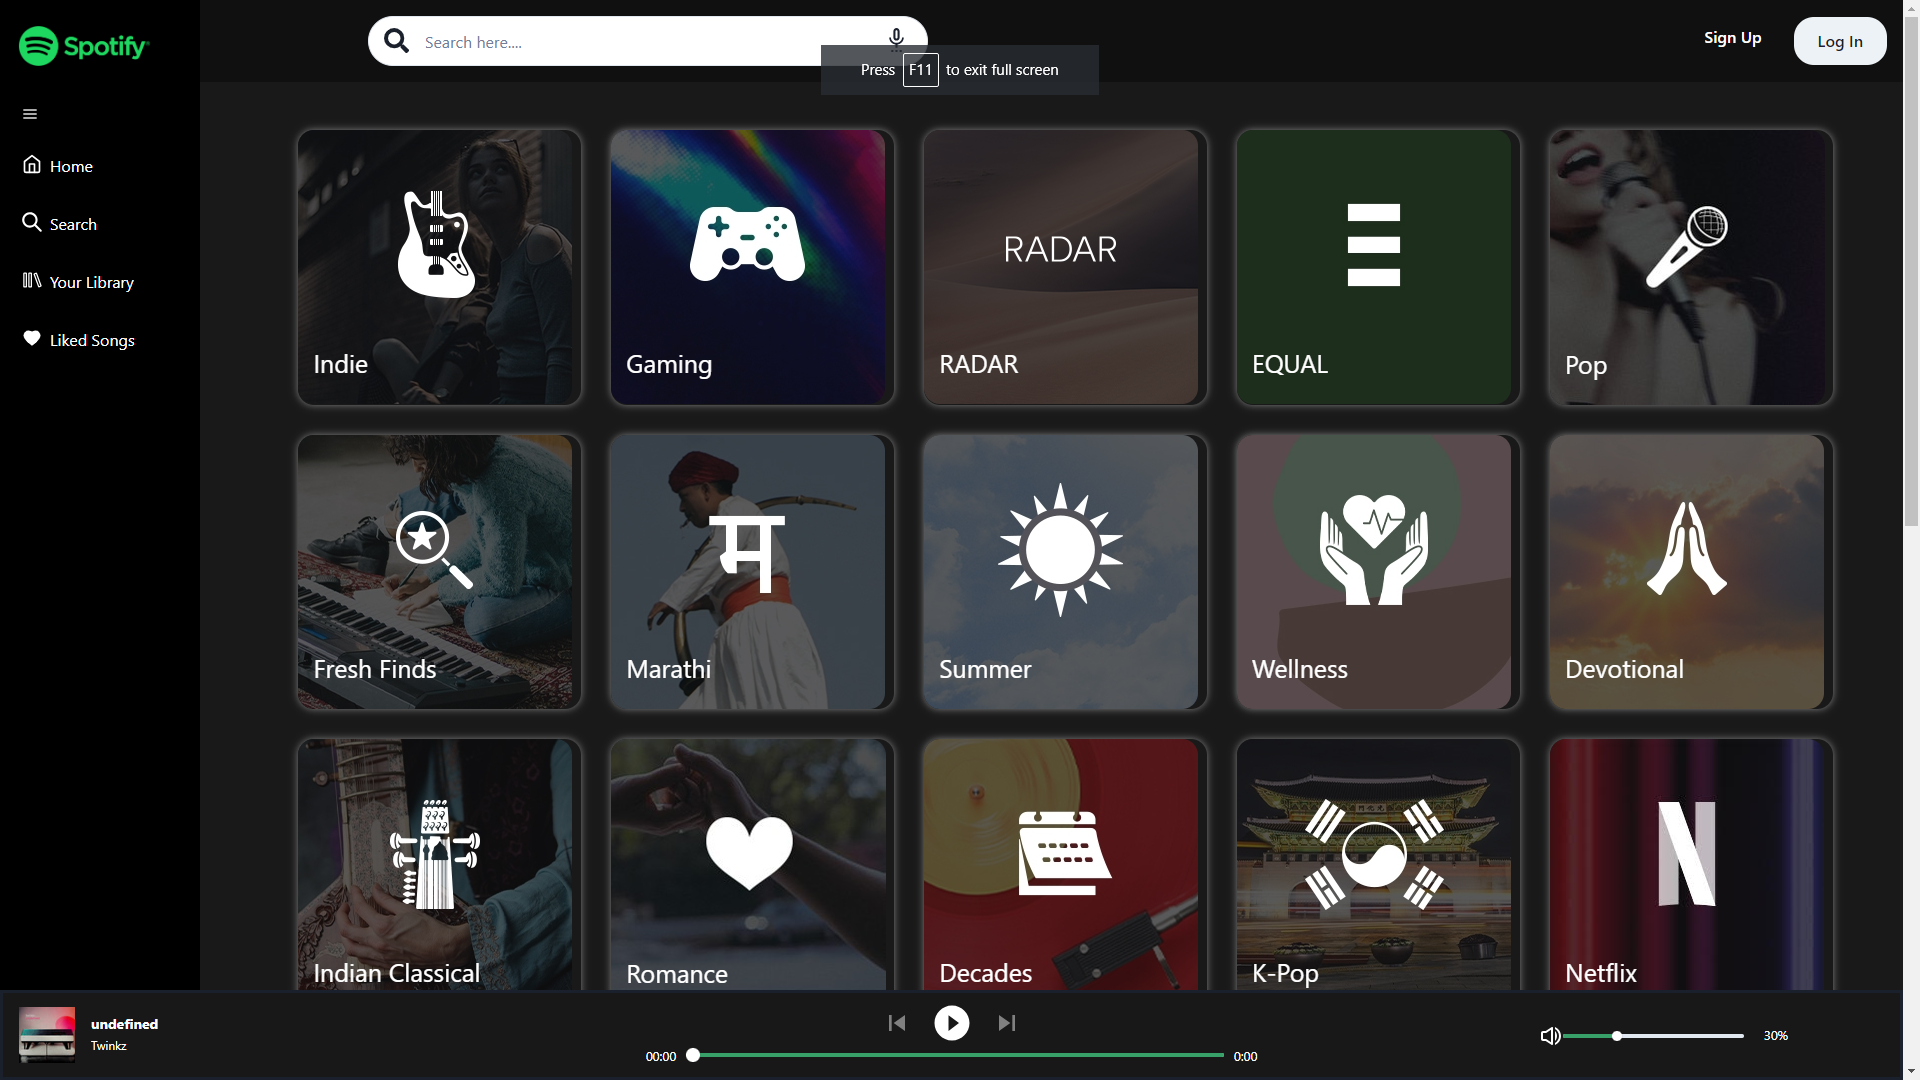 Spotify
Search here....
Sign Up
Log In
Press F11 to exit full screen
Home
Search
Your Library
Liked Songs
RADAR
Indie
Gaming
RADAR
EQUAL
Pop
म
Fresh Finds
Marathi
Summer
Wellness
Devotional
N
Indian Classical
Romance
Decades
K-Pop
Netflix
undefined
Twinkz
00:00
0:00
30%